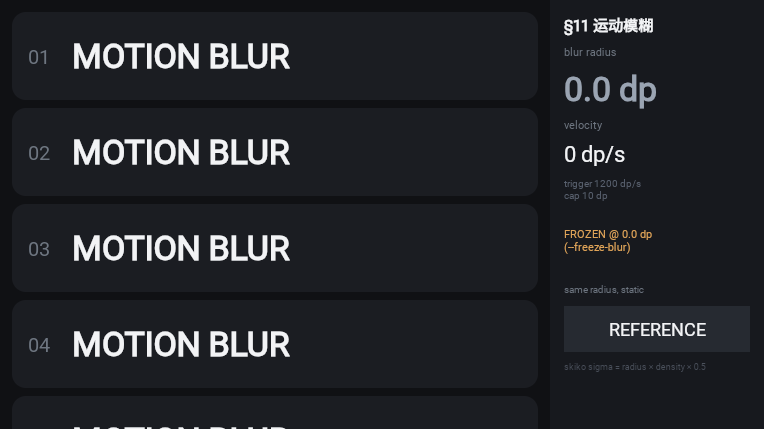 01 MOTION BLUR
02 MOTION BLUR
03 MOTION BLUR
04 MOTION BLUR
MOTION BLUR
§11 运动模糊
blur radius
0.0 dp
velocity
0 dp/s
trigger 1200 dp/s
cap 10 dp
FROZEN @ 0.0 dp
(--freeze-blur)
same radius, static
REFERENCE
skiko sigma = radius × density × 0.5